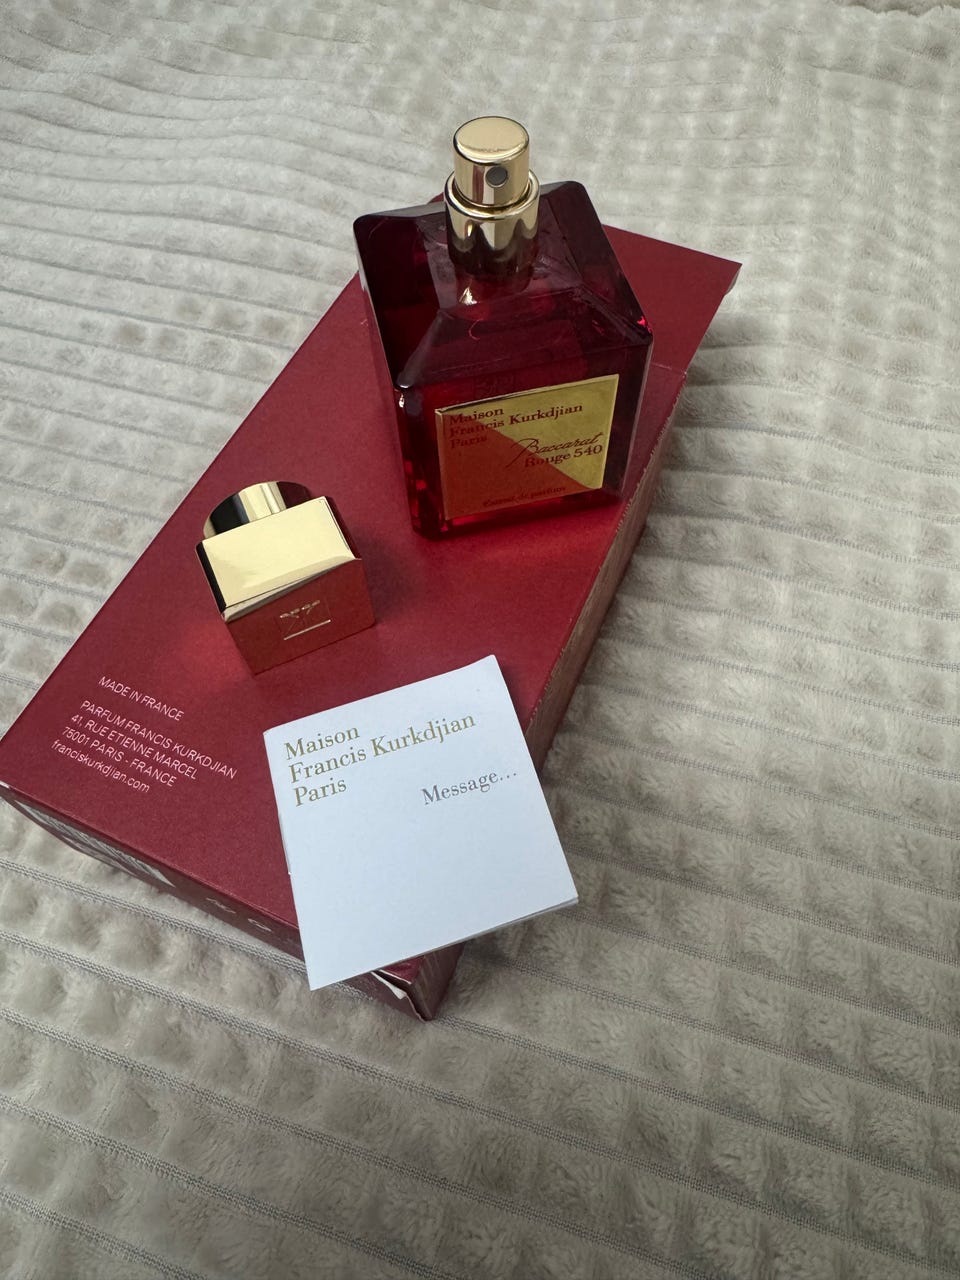 Maison
Francis Kurkdjian
Paris
Baccarat
Rouge 540
Extrait de parfum
MADE IN FRANCE
PARFUM FRANCIS KURKDJIAN
41, RUE ETIENNE MARCEL
75001 PARIS - FRANCE
franciskurkdjian.com
Maison
Francis Kurkdjian
Paris
Message...